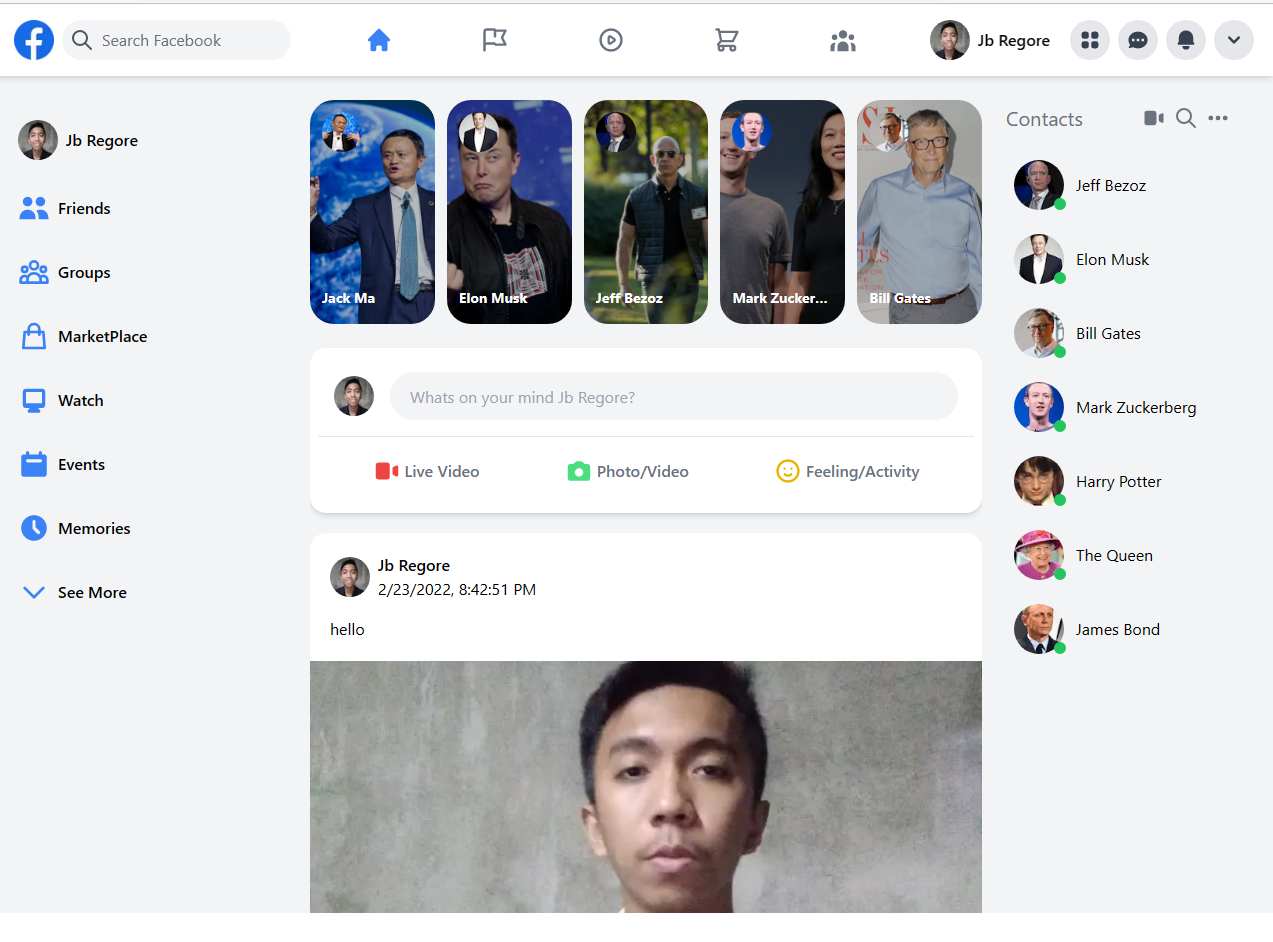 Search Facebook
Jb Regore
Jb Regore
Friends
Groups
MarketPlace
Watch
Events
Memories
See More
Jack Ma
Elon Musk
Jeff Bezoz
Mark Zucker...
Bill Gates
Whats on your mind Jb Regore?
Live Video
Photo/Video
Feeling/Activity
Jb Regore
2/23/2022, 8:42:51 PM
hello
Contacts
Jeff Bezoz
Elon Musk
Bill Gates
Mark Zuckerberg
Harry Potter
The Queen
James Bond